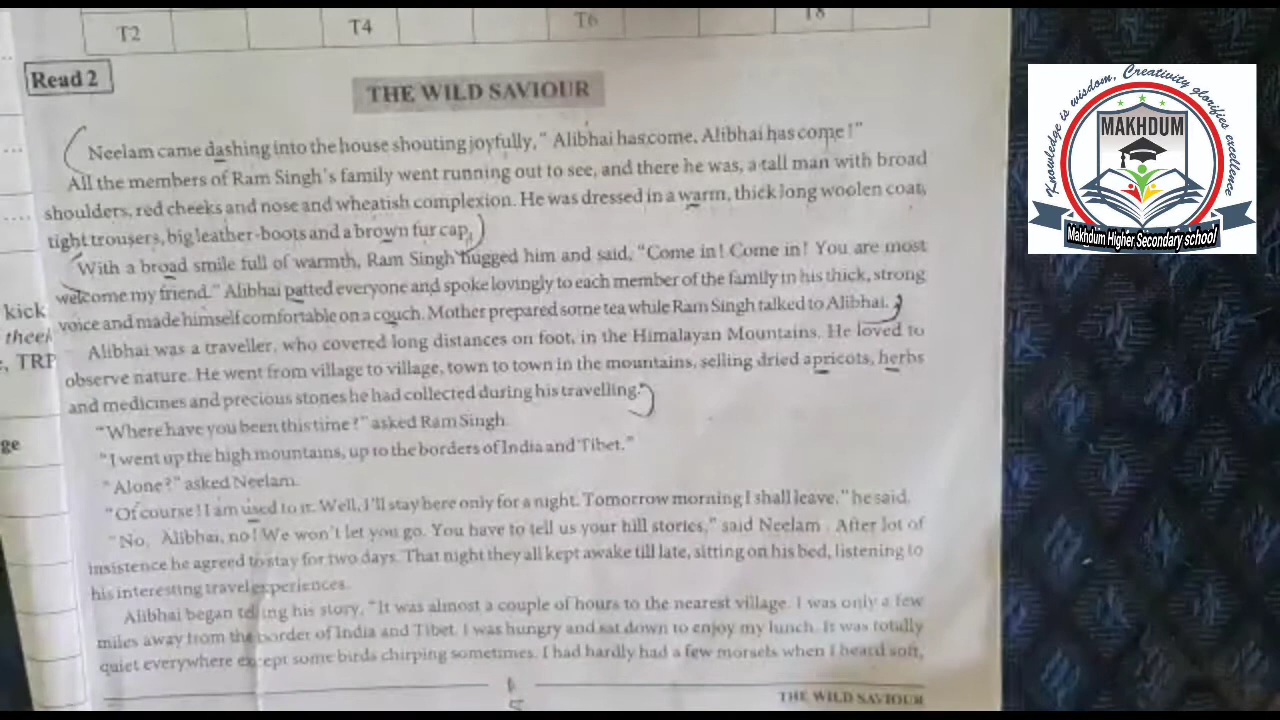 T2 T4 T6 T8
Read 2
THE WILD SAVIOUR
Neelam came dashing into the house shouting joyfully, " Alibhai has come, Alibhai has come !"
All the members of Ram Singh's family went running out to see, and there he was, a tall man with broad
shoulders, red cheeks and nose and wheatish complexion. He was dressed in a warm, thick long woolen coat,
tight trousers, big leather-boots and a brown fur cap.
With a broad smile full of warmth, Ram Singh hugged him and said, "Come in! Come in! You are most
welcome my friend." Alibhai patted everyone and spoke lovingly to each member of the family in his thick, strong
voice and made himself comfortable on a couch. Mother prepared some tea while Ram Singh talked to Alibhai.
Alibhai was a traveller, who covered long distances on foot, in the Himalayan Mountains. He loved to
observe nature. He went from village to village, town to town in the mountains, selling dried apricots, herbs
and medicines and precious stones he had collected during his travelling.
"Where have you been this time?" asked Ram Singh.
"I went up the high mountains, up to the borders of India and Tibet."
"Alone?" asked Neelam.
"Of course! I am used to it. Well, I'll stay here only for a night. Tomorrow morning I shall leave," he said.
"No, Alibhai, no! We won't let you go. You have to tell us your hill stories," said Neelam . After lot of
insistence he agreed to stay for two days. That night they all kept awake till late, sitting on his bed, listening to
his interesting travel experiences.
Alibhai began telling his story, "It was almost a couple of hours to the nearest village. I was only a few
miles away from the border of India and Tibet. I was hungry and sat down to enjoy my lunch. It was totally
quiet everywhere except some birds chirping sometimes. I had hardly had a few morsels when I heard soft,
THE WILD SAVIOUR
kick
, TRP
ge
Knowledge is wisdom, Creativity glorifies excellence
MAKHDUM
Makhdum Higher Secondary school